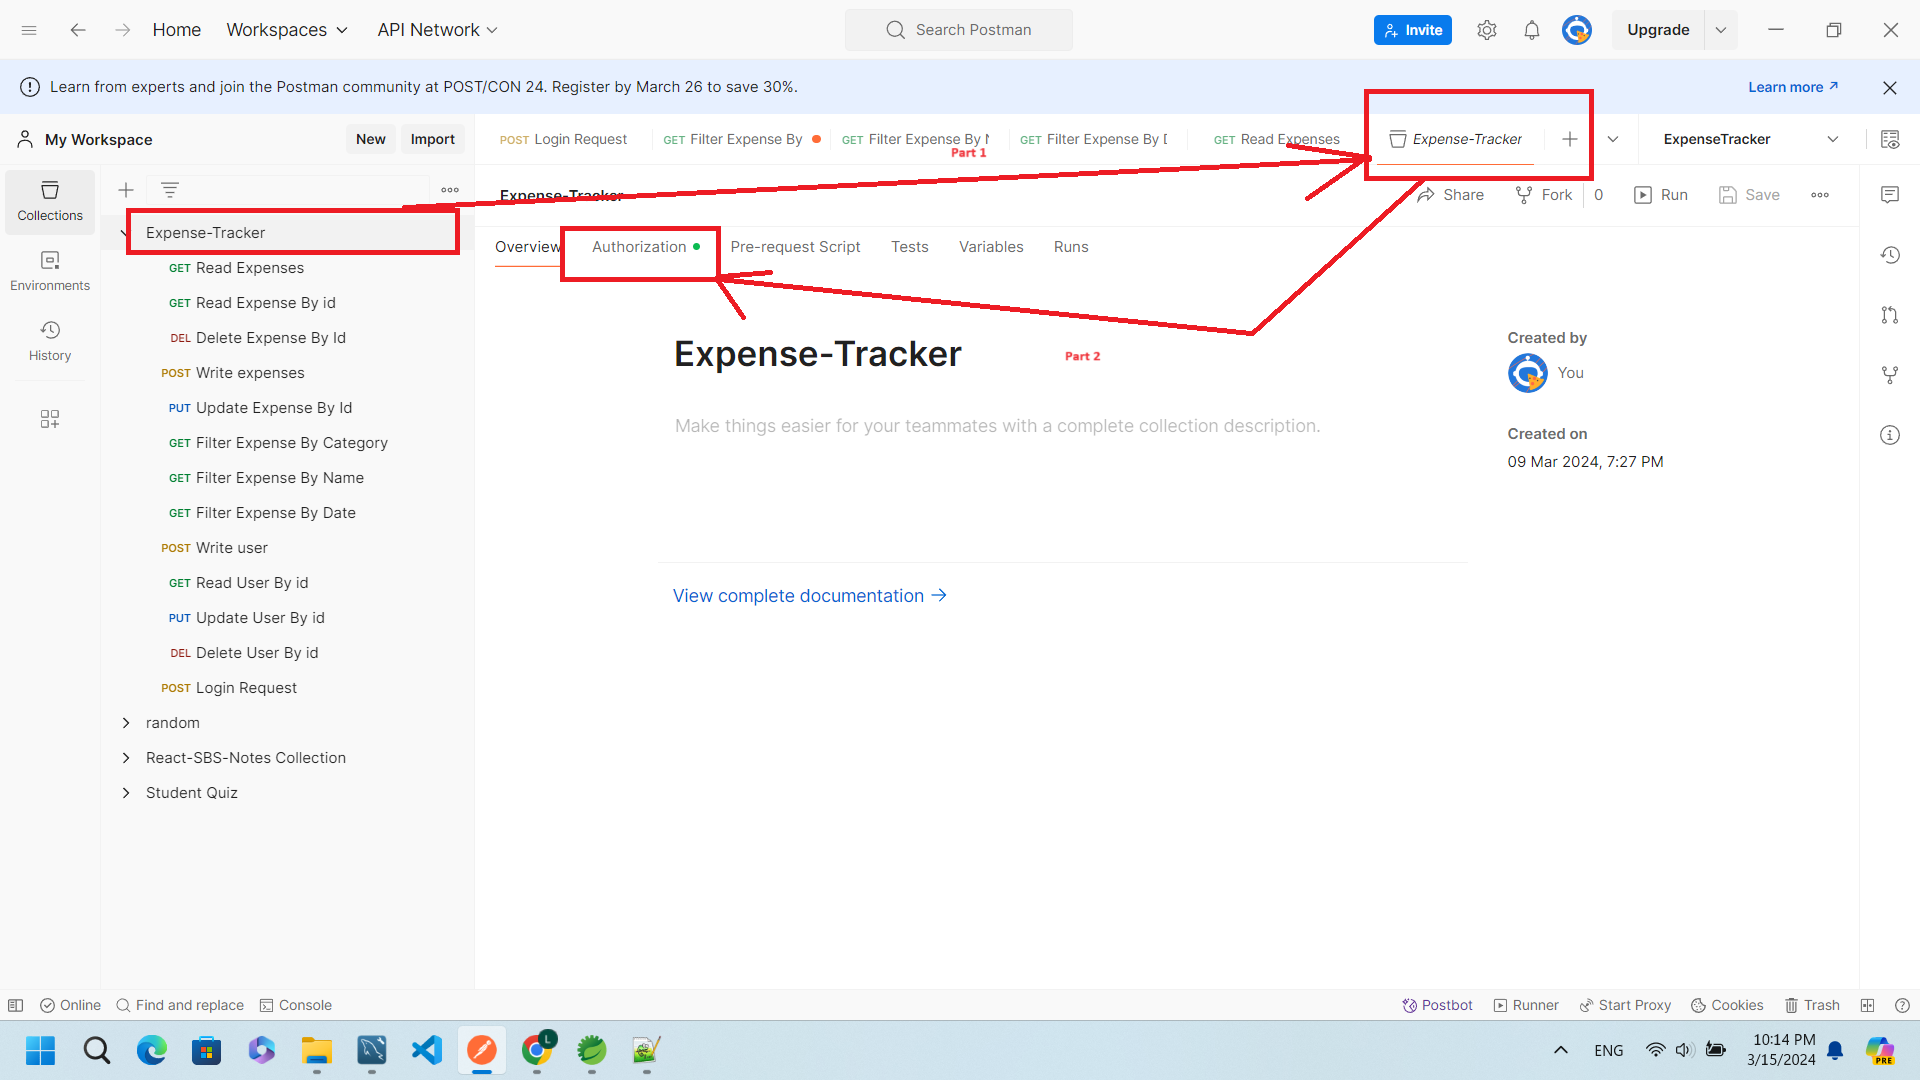 Home Workspaces API Network Search Postman Invite Upgrade
Learn from experts and join the Postman community at POST/CON 24. Register by March 26 to save 30%. Learn more
My Workspace New Import
POST Login Request GET Filter Expense By GET Filter Expense By N GET Filter Expense By D GET Read Expenses Expense-Tracker ExpenseTracker
Part 1
Collections
Environments
History
Expense-Tracker
GET Read Expenses
GET Read Expense By id
DEL Delete Expense By Id
POST Write expenses
PUT Update Expense By Id
GET Filter Expense By Category
GET Filter Expense By Name
GET Filter Expense By Date
POST Write user
GET Read User By id
PUT Update User By id
DEL Delete User By id
POST Login Request
random
React-SBS-Notes Collection
Student Quiz
Expense-Tracker Share Fork 0 Run Save
Overview Authorization Pre-request Script Tests Variables Runs
Expense-Tracker
Part 2
Make things easier for your teammates with a complete collection description.
View complete documentation
Created by
You
Created on
09 Mar 2024, 7:27 PM
Online Find and replace Console Postbot Runner Start Proxy Cookies Trash
L
ENG
10:14 PM
3/15/2024
PRE